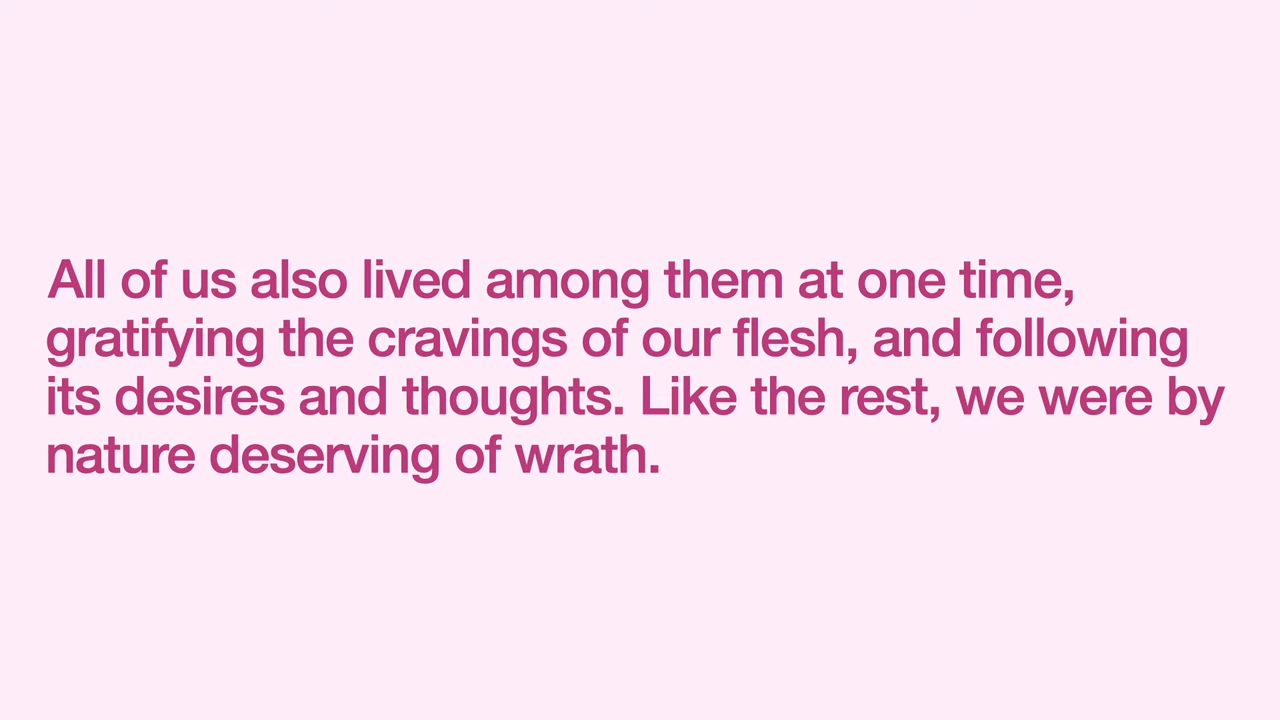 All of us also lived among them at one time,
gratifying the cravings of our flesh, and following
its desires and thoughts. Like the rest, we were by
nature deserving of wrath.